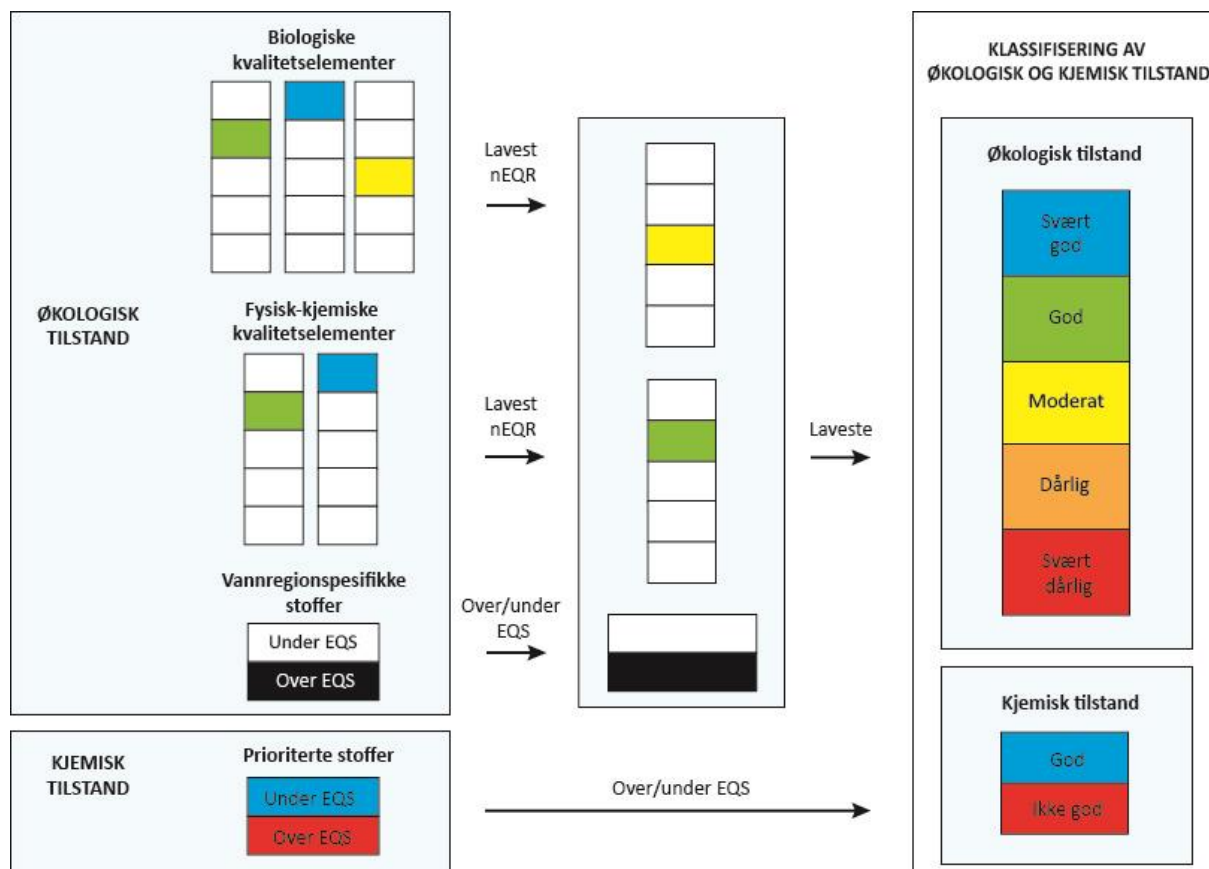 Biologiske
kvalitetselementer
ØKOLOGISK
TILSTAND
Fysisk-kjemiske
kvalitetselementer
Vannregionspesifikke
stoffer
Under EQS
Over EQS
KJEMISK
TILSTAND
Prioriterte stoffer
Under EQS
Over EQS
Lavest
nEQR
Lavest
nEQR
Over/under
EQS
Laveste
Over/under EQS
KLASSIFISERING AV
ØKOLOGISK OG KJEMISK TILSTAND
Økologisk tilstand
Svært
god
God
Moderat
Dårlig
Svært
dårlig
Kjemisk tilstand
God
Ikke god